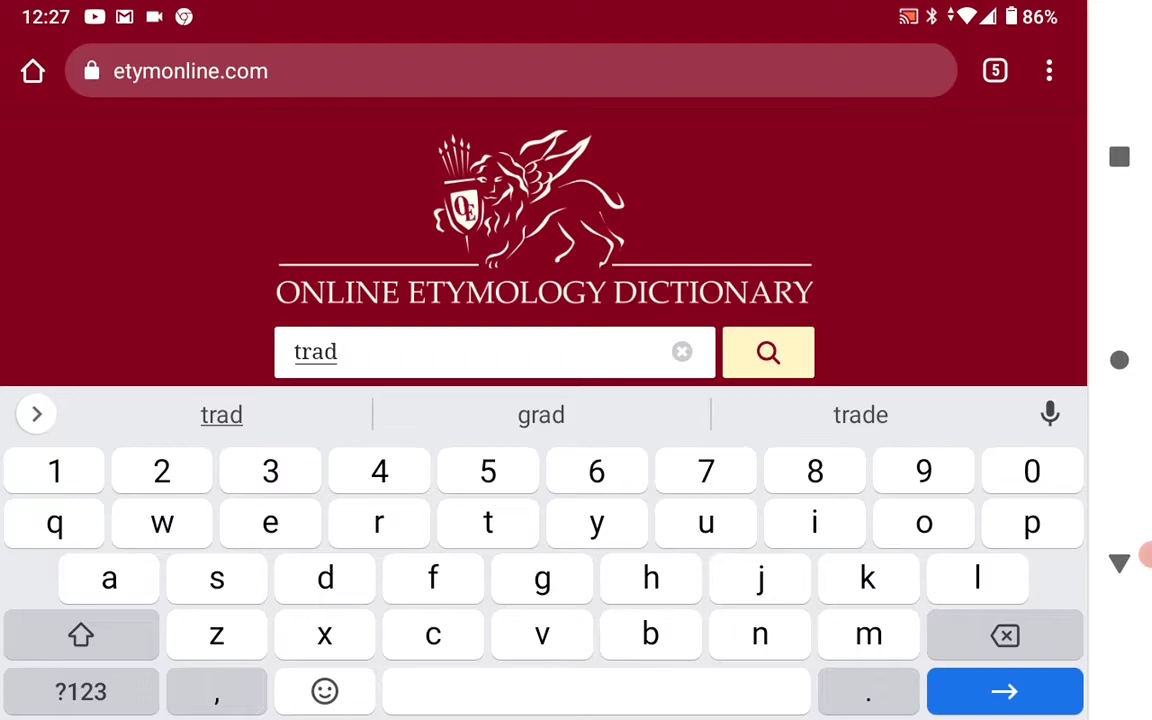 12:27
86%
etymonline.com
5
OE
ONLINE ETYMOLOGY DICTIONARY
trad
trad grad trade
1 2 3 4 5 6 7 8 9 0
q w e r t y u i o p
a s d f g h j k l
z x c v b n m
?123 , .